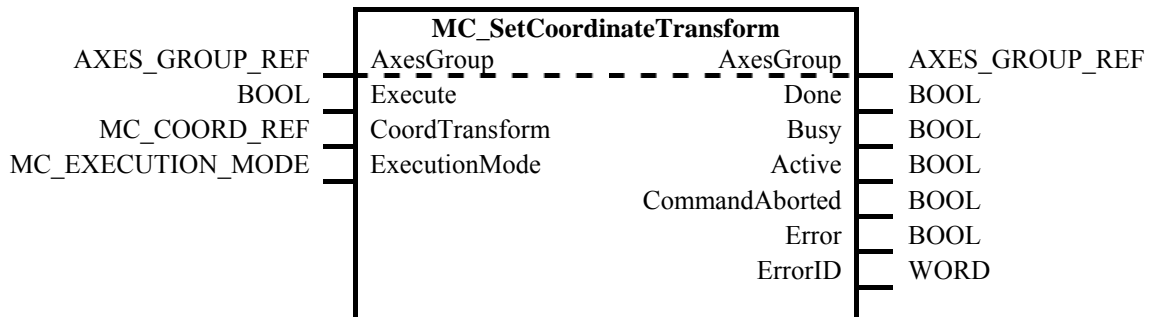 MC_SetCoordinateTransform
AXES_GROUP_REF AxesGroup AxesGroup AXES_GROUP_REF
BOOL Execute Done BOOL
MC_COORD_REF CoordTransform Busy BOOL
MC_EXECUTION_MODE ExecutionMode Active BOOL
CommandAborted BOOL
Error BOOL
ErrorID WORD